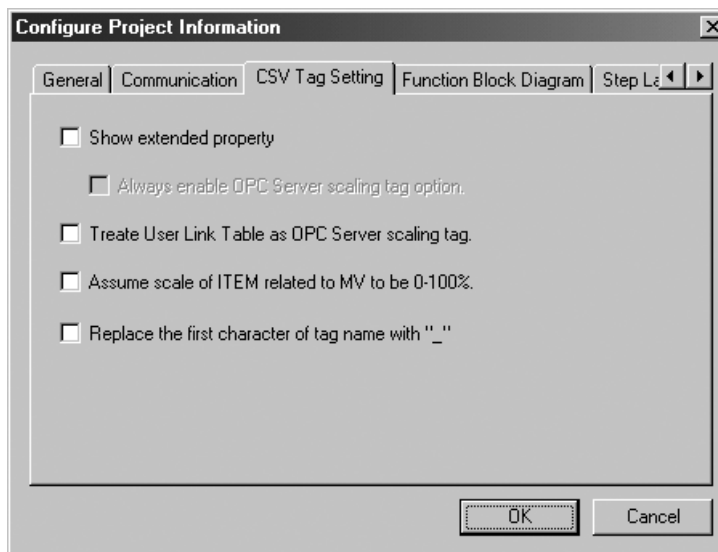 Configure Project Information
General Communication CSV Tag Setting Function Block Diagram Step
Show extended property
Always enable OPC Server scaling tag option.
Treate User Link Table as OPC Server scaling tag.
Assume scale of ITEM related to MV to be 0-100%.
Replace the first character of tag name with "_"
OK Cancel